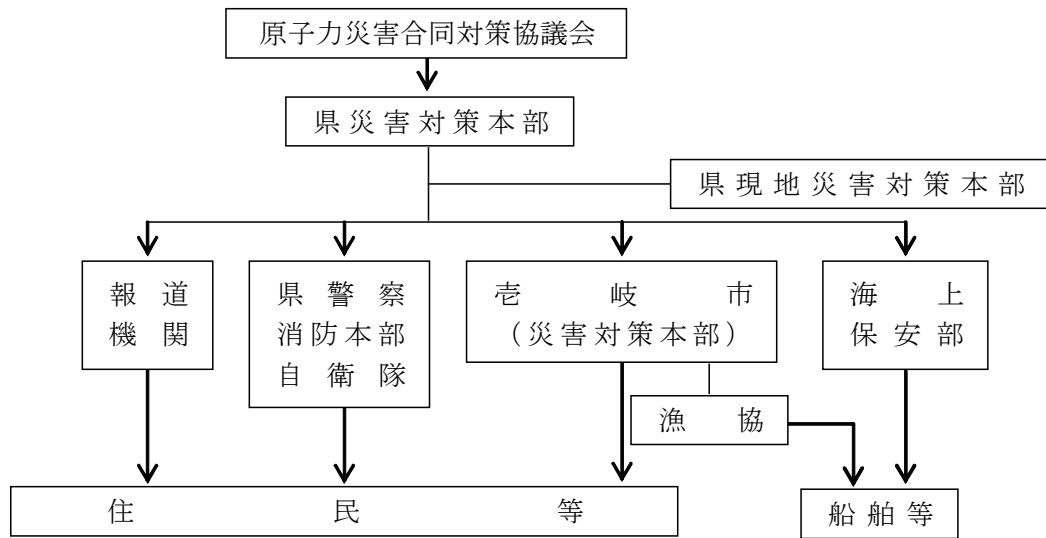 原子力災害合同対策協議会
県災害対策本部
県現地災害対策本部
報道
機関
県警察
消防本部
自衛隊
壱岐市
（災害対策本部）
海上
保安部
漁協
住民等
船舶等